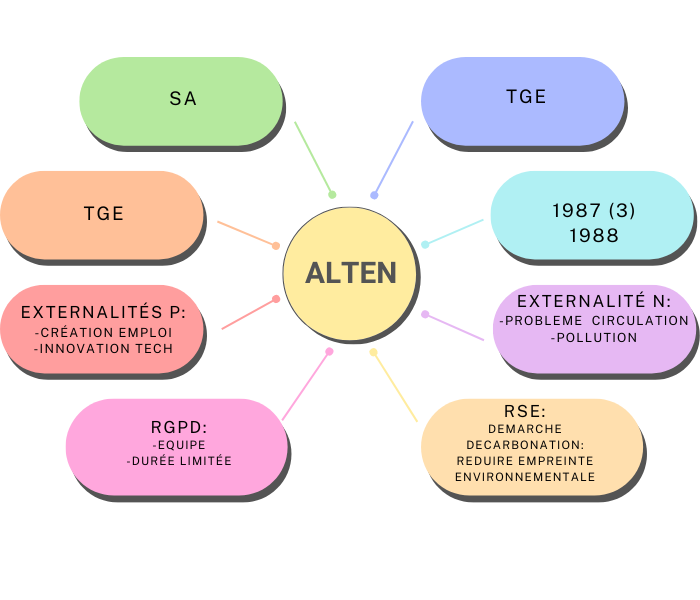 SA
TGE
TGE
1987 (3)
1988
ALTEN
EXTERNALITÉS P:
-CRÉATION EMPLOI
-INNOVATION TECH
EXTERNALITÉ N:
-PROBLEME CIRCULATION
-POLLUTION
RGPD:
-EQUIPE
-DURÉE LIMITÉE
RSE:
DEMARCHE
DECARBONATION:
REDUIRE EMPREINTE
ENVIRONNEMENTALE